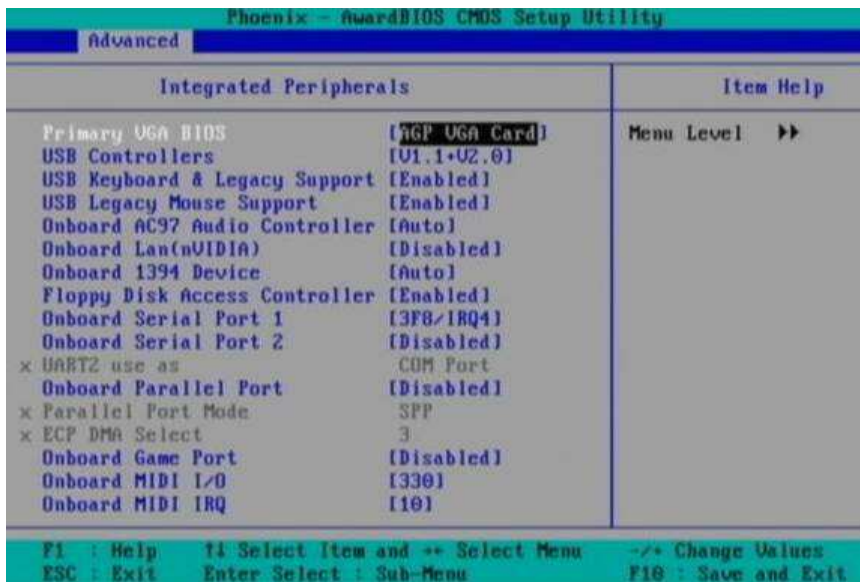 Phoenix - AwardBIOS CMOS Setup Utility
Advanced
Integrated Peripherals
Item Help
Primary VGA BIOS [AGP VGA Card]
Menu Level ▶▶
USB Controllers [V1.1+V2.0]
USB Keyboard & Legacy Support [Enabled]
USB Legacy Mouse Support [Enabled]
Onboard AC97 Audio Controller [Auto]
Onboard Lan(nVIDIA) [Disabled]
Onboard 1394 Device [Auto]
Floppy Disk Access Controller [Enabled]
Onboard Serial Port 1 [3F8/IRQ4]
Onboard Serial Port 2 [Disabled]
x UART2 use as COM Port
Onboard Parallel Port [Disabled]
x Parallel Port Mode SPP
x ECP DMA Select 3
Onboard Game Port [Disabled]
Onboard MIDI I/O [330]
Onboard MIDI IRQ [10]
F1 : Help ↑↓ Select Item and ↔ Select Menu -/+ Change Values
ESC : Exit Enter Select : Sub-Menu F10 : Save and Exit